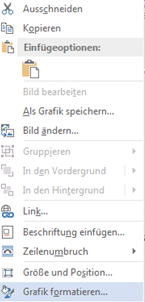 Ausschneiden
Kopieren
Einfügeoptionen:
Bild bearbeiten
Als Grafik speichern...
Bild ändern...
Gruppieren
In den Vordergrund
In den Hintergrund
Link...
Beschriftung einfügen...
Zeilenumbruch
Größe und Position...
Grafik formatieren...